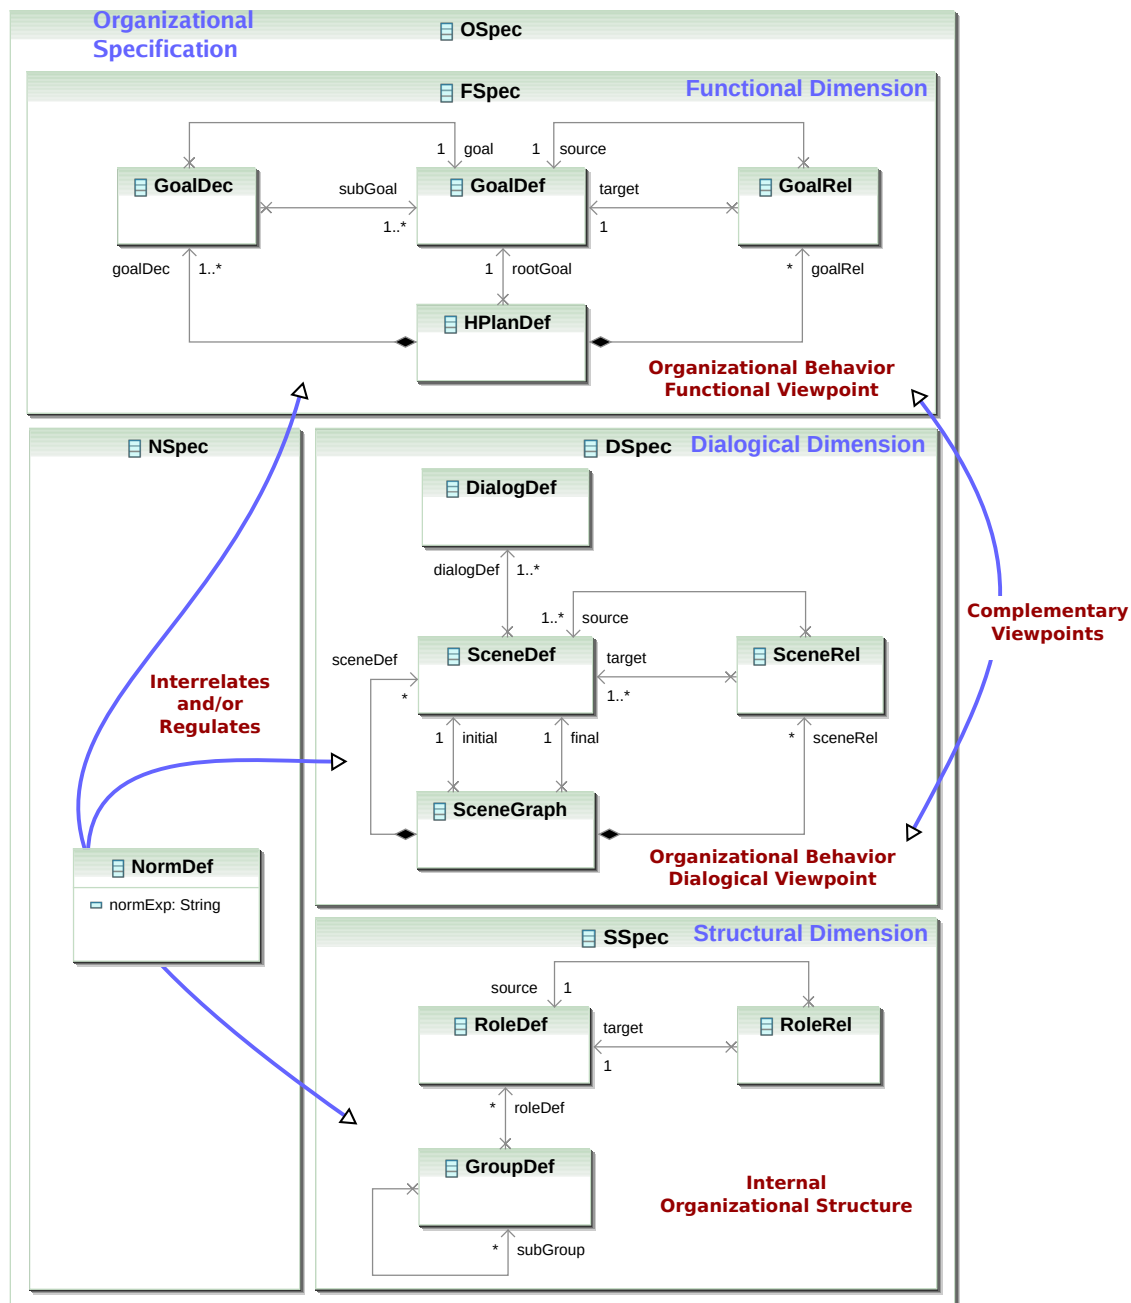 Organizational
Specification
OSpec
FSpec
Functional Dimension
1 goal
1 source
GoalDec
GoalDef
GoalRel
subGoal
1..*
target
1
goalDec 1..*
1 rootGoal
* goalRel
HPlanDef
Organizational Behavior
Functional Viewpoint
NSpec
DSpec
Dialogical Dimension
DialogDef
dialogDef 1..*
1..* source
Complementary
Viewpoints
sceneDef
*
SceneDef
target
1..*
SceneRel
Interrelates
and/or
Regulates
1 initial
1 final
* sceneRel
SceneGraph
Organizational Behavior
Dialogical Viewpoint
NormDef
normExp: String
SSpec
Structural Dimension
source 1
RoleDef
target
1
RoleRel
* roleDef
GroupDef
Internal
Organizational Structure
* subGroup